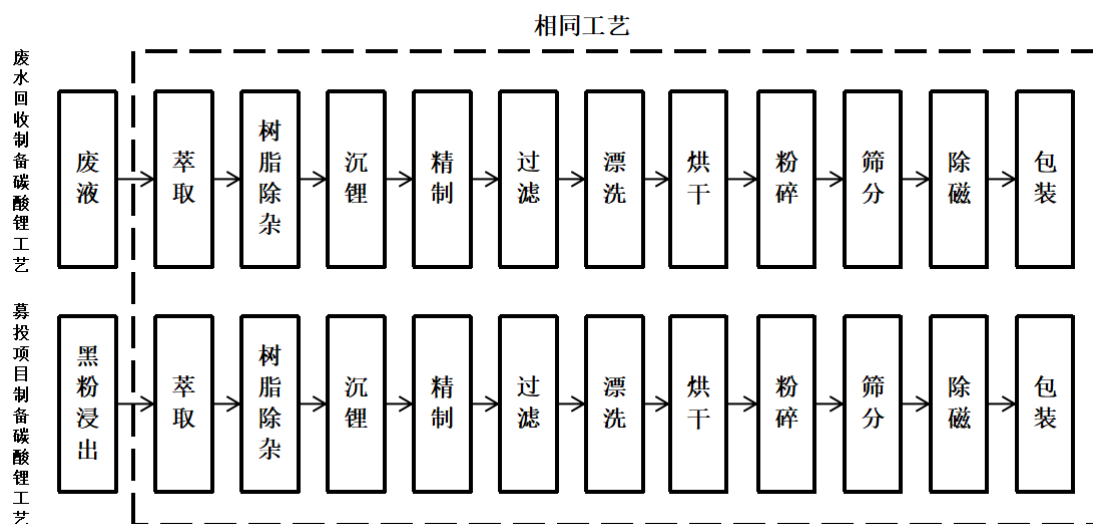 相同工艺
废水回收制备碳酸锂工艺
废液
萃取
树脂除杂
沉锂
精制
过滤
漂洗
烘干
粉碎
筛分
除磁
包装
募投项目制备碳酸锂工艺
黑粉浸出
萃取
树脂除杂
沉锂
精制
过滤
漂洗
烘干
粉碎
筛分
除磁
包装